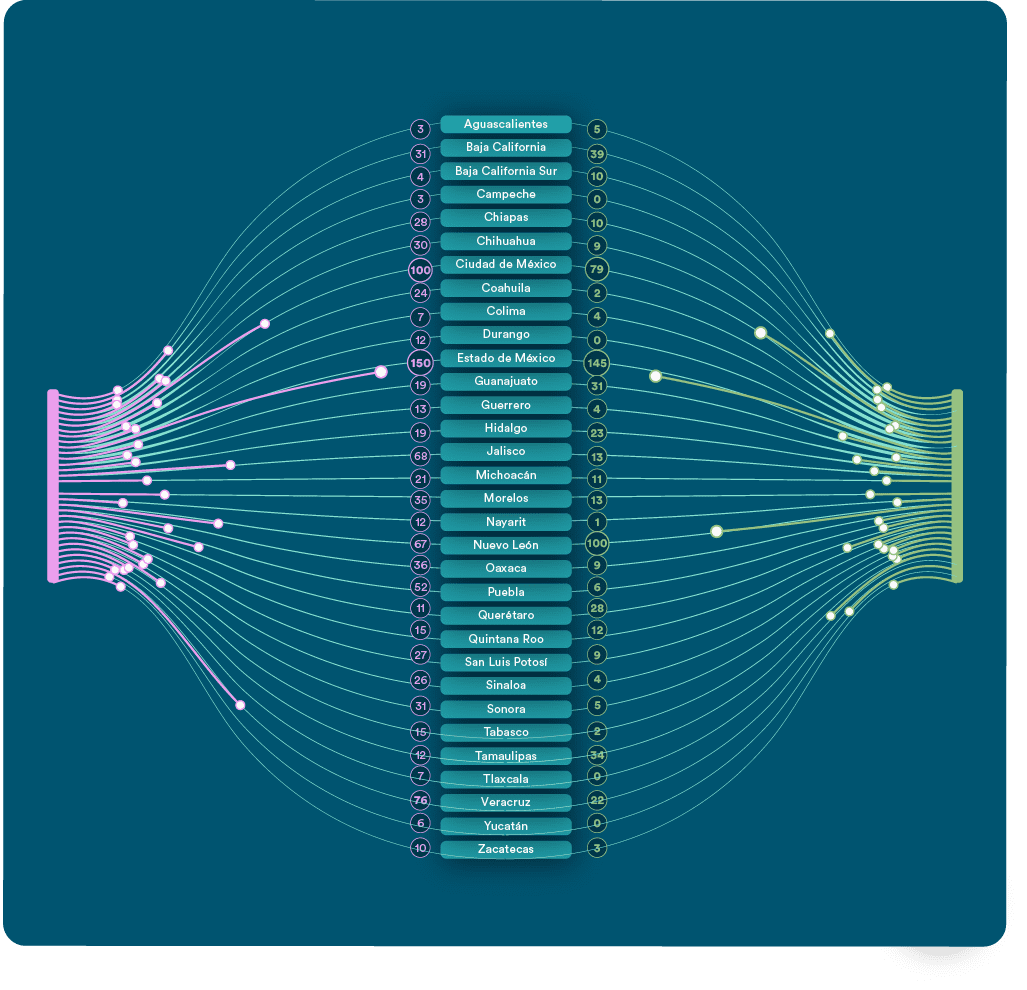 3 Aguascalientes 5
31 Baja California 39
4 Baja California Sur 10
3 Campeche 0
28 Chiapas 10
30 Chihuahua 9
100 Ciudad de México 79
24 Coahuila 2
7 Colima 4
12 Durango 0
150 Estado de México 145
19 Guanajuato 31
13 Guerrero 4
19 Hidalgo 23
68 Jalisco 13
21 Michoacán 11
35 Morelos 13
12 Nayarit 1
67 Nuevo León 100
36 Oaxaca 9
52 Puebla 6
11 Querétaro 28
15 Quintana Roo 12
27 San Luis Potosí 9
26 Sinaloa 4
31 Sonora 5
15 Tabasco 2
12 Tamaulipas 34
7 Tlaxcala 0
76 Veracruz 22
6 Yucatán 0
10 Zacatecas 3